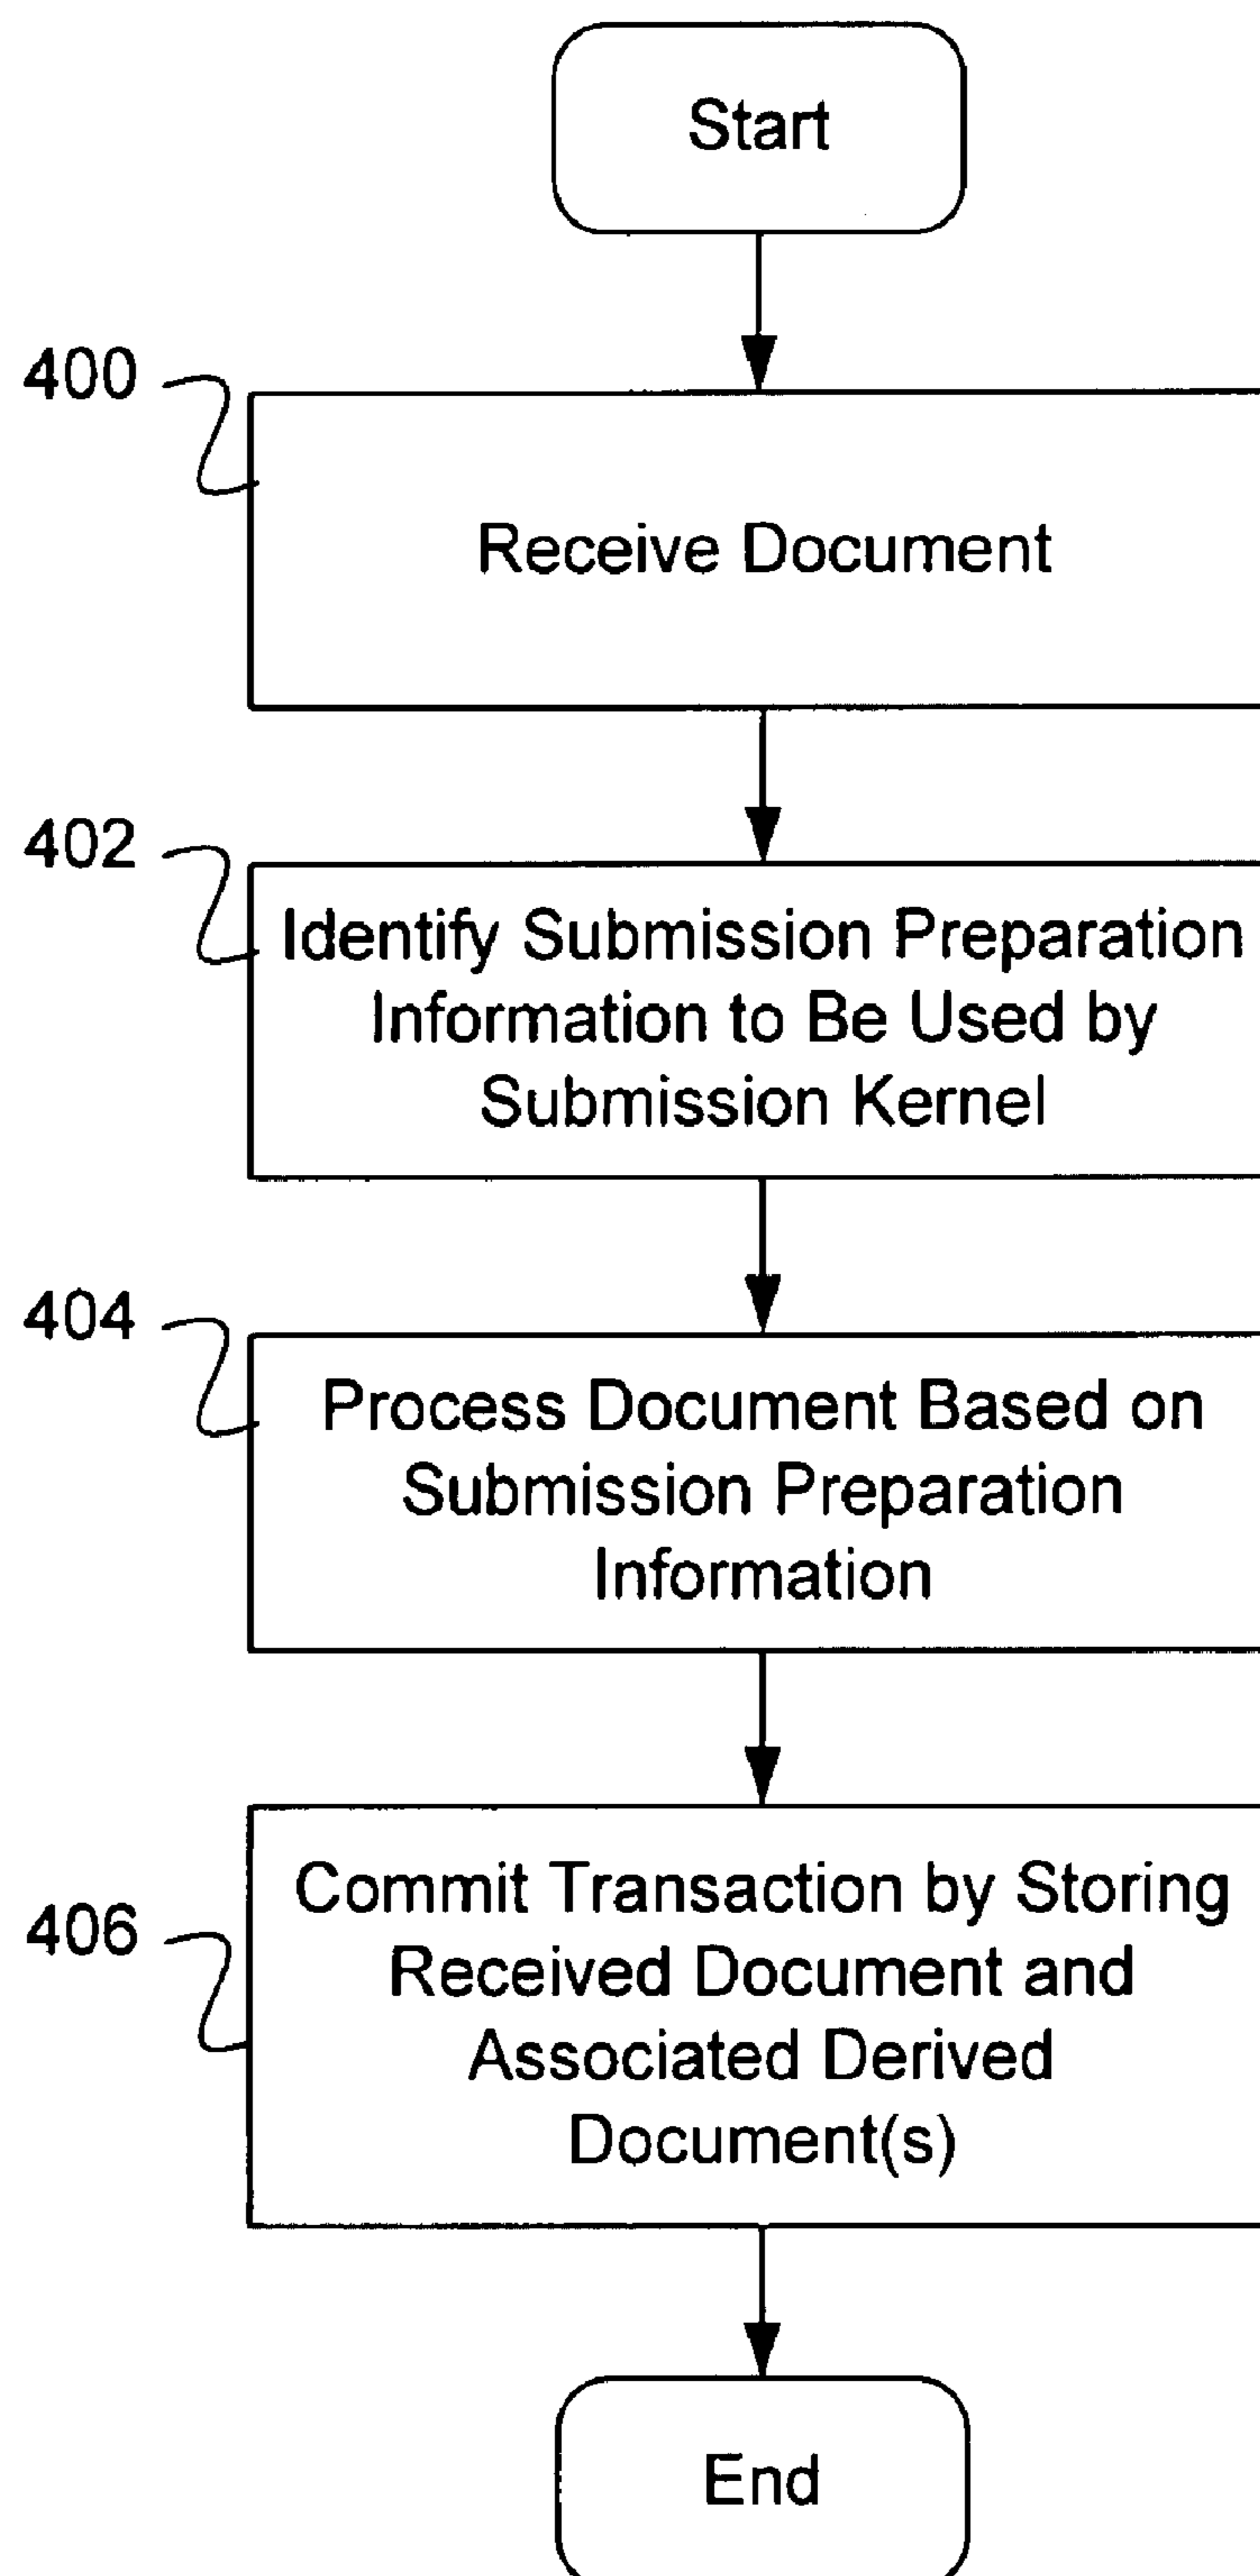 Start
400
Receive Document
402
Identify Submission Preparation
Information to Be Used by
Submission Kernel
404
Process Document Based on
Submission Preparation
Information
406
Commit Transaction by Storing
Received Document and
Associated Derived
Document(s)
End